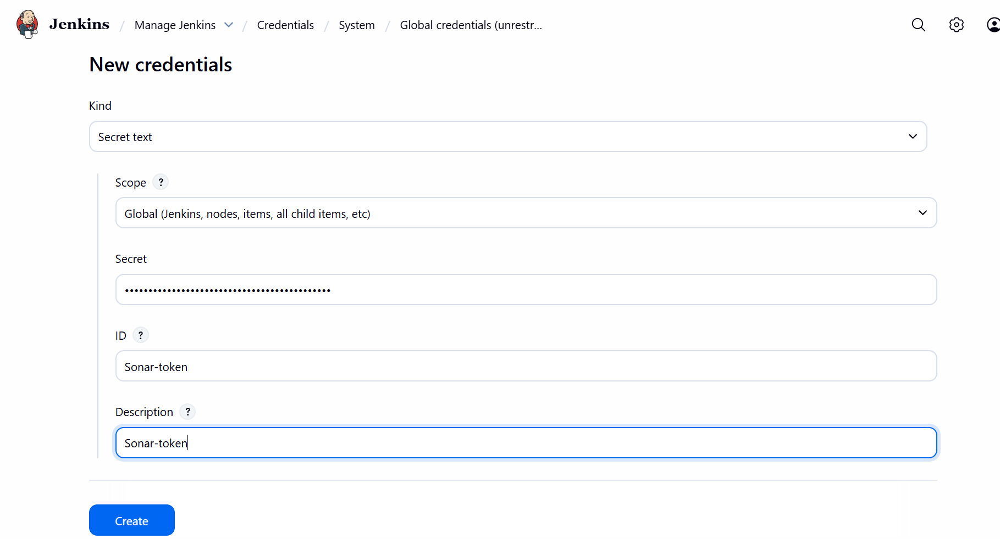 Jenkins / Manage Jenkins / Credentials / System / Global credentials (unrestr...
New credentials
Kind
Secret text
Scope ?
Global (Jenkins, nodes, items, all child items, etc)
Secret
••••••••••••••••••••••••••••••••••••••••••••
ID ?
Sonar-token
Description ?
Sonar-token
Create